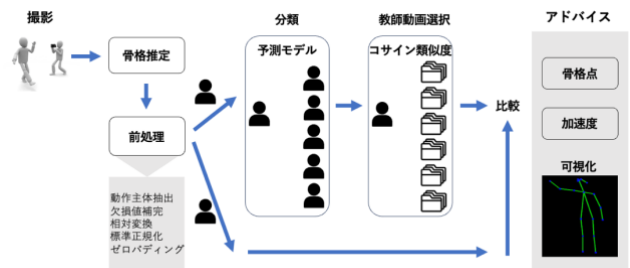 撮影
骨格推定
前処理
動作主体抽出
欠損値補完
相対変換
標準正規化
ゼロパディング
分類
予測モデル
教師動画選択
コサイン類似度
比較
アドバイス
骨格点
加速度
可視化